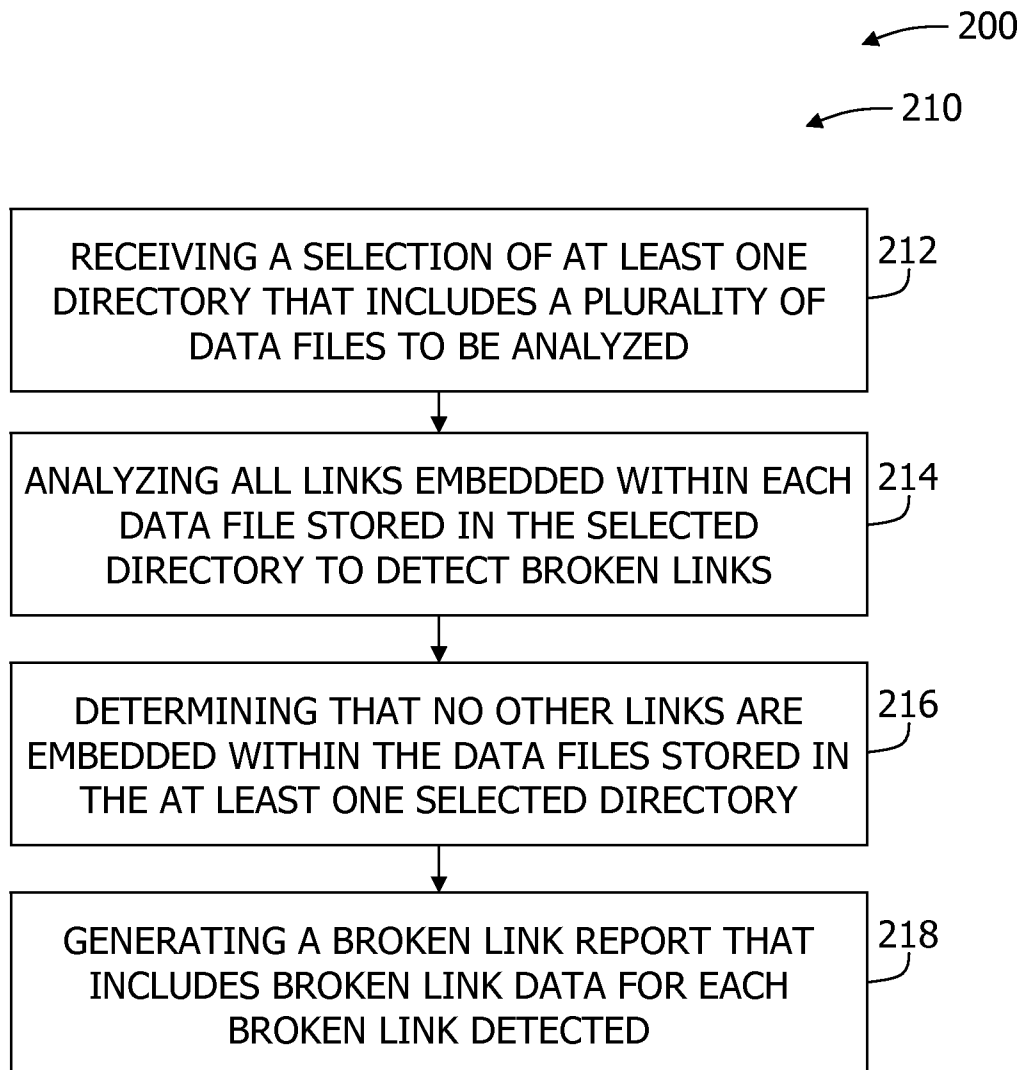 200
210
RECEIVING A SELECTION OF AT LEAST ONE
DIRECTORY THAT INCLUDES A PLURALITY OF
DATA FILES TO BE ANALYZED
212
ANALYZING ALL LINKS EMBEDDED WITHIN EACH
DATA FILE STORED IN THE SELECTED
DIRECTORY TO DETECT BROKEN LINKS
214
DETERMINING THAT NO OTHER LINKS ARE
EMBEDDED WITHIN THE DATA FILES STORED IN
THE AT LEAST ONE SELECTED DIRECTORY
216
GENERATING A BROKEN LINK REPORT THAT
INCLUDES BROKEN LINK DATA FOR EACH
BROKEN LINK DETECTED
218